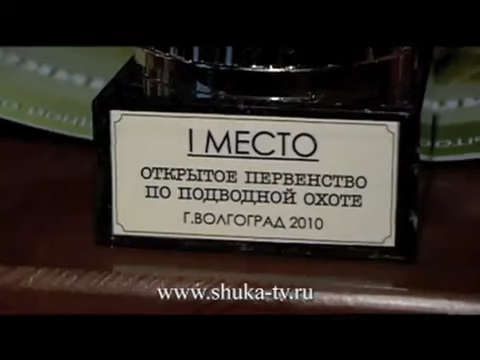 I МЕСТО
ОТКРЫТОЕ ПЕРВЕНСТВО
ПО ПОДВОДНОЙ ОХОТЕ
Г.ВОЛГОГРАД 2010
www.shuka-tv.ru